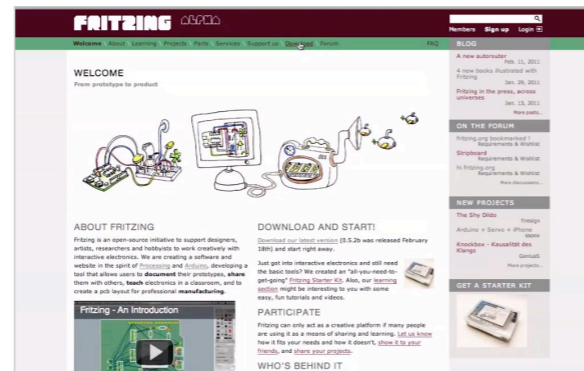 FRITZING ALPHA
Members Sign up Login
Welcome About Learning Projects Parts Services Support us Download Forum FAQ
WELCOME
From prototype to product
ABOUT FRITZING
Fritzing is an open-source initiative to support designers,
artists, researchers and hobbyists to work creatively with
interactive electronics. We are creating a software and
website in the spirit of Processing and Arduino, developing a
tool that allows users to document their prototypes, share
them with others, teach electronics in a classroom, and to
create a pcb layout for professional manufacturing.
Fritzing - An Introduction
DOWNLOAD AND START!
Download our latest version (0.5.2b was released February
18th) and start right away.
Just got into interactive electronics and still need
the basic tools? We created an "all-you-need-to-
get-going" Fritzing Starter Kit. Also, our learning
section might be interesting to you with some
easy, fun tutorials and videos.
PARTICIPATE
Fritzing can only act as a creative platform if many people
are using it as a means of sharing and learning. Let us know
how it fits your needs and how it doesn't, show it to your
friends, and share your projects.
WHO'S BEHIND IT
BLOG
A new autorouter
Feb. 11, 2011
4 new books illustrated with
Fritzing
Jan. 26, 2011
Fritzing in the press, across
universes
Jan. 13, 2011
More posts...
ON THE FORUM
fritzing.org bookmarked !
Requirements & Wishlist
Stripboard
Requirements & Wishlist
hi fritzing.org
Requirements & Wishlist
More discussions...
NEW PROJECTS
The Shy Dildo
Arduino + Servo + iPhone
Knockbox - Kausalität des
Klangs
More projects...
GET A STARTER KIT